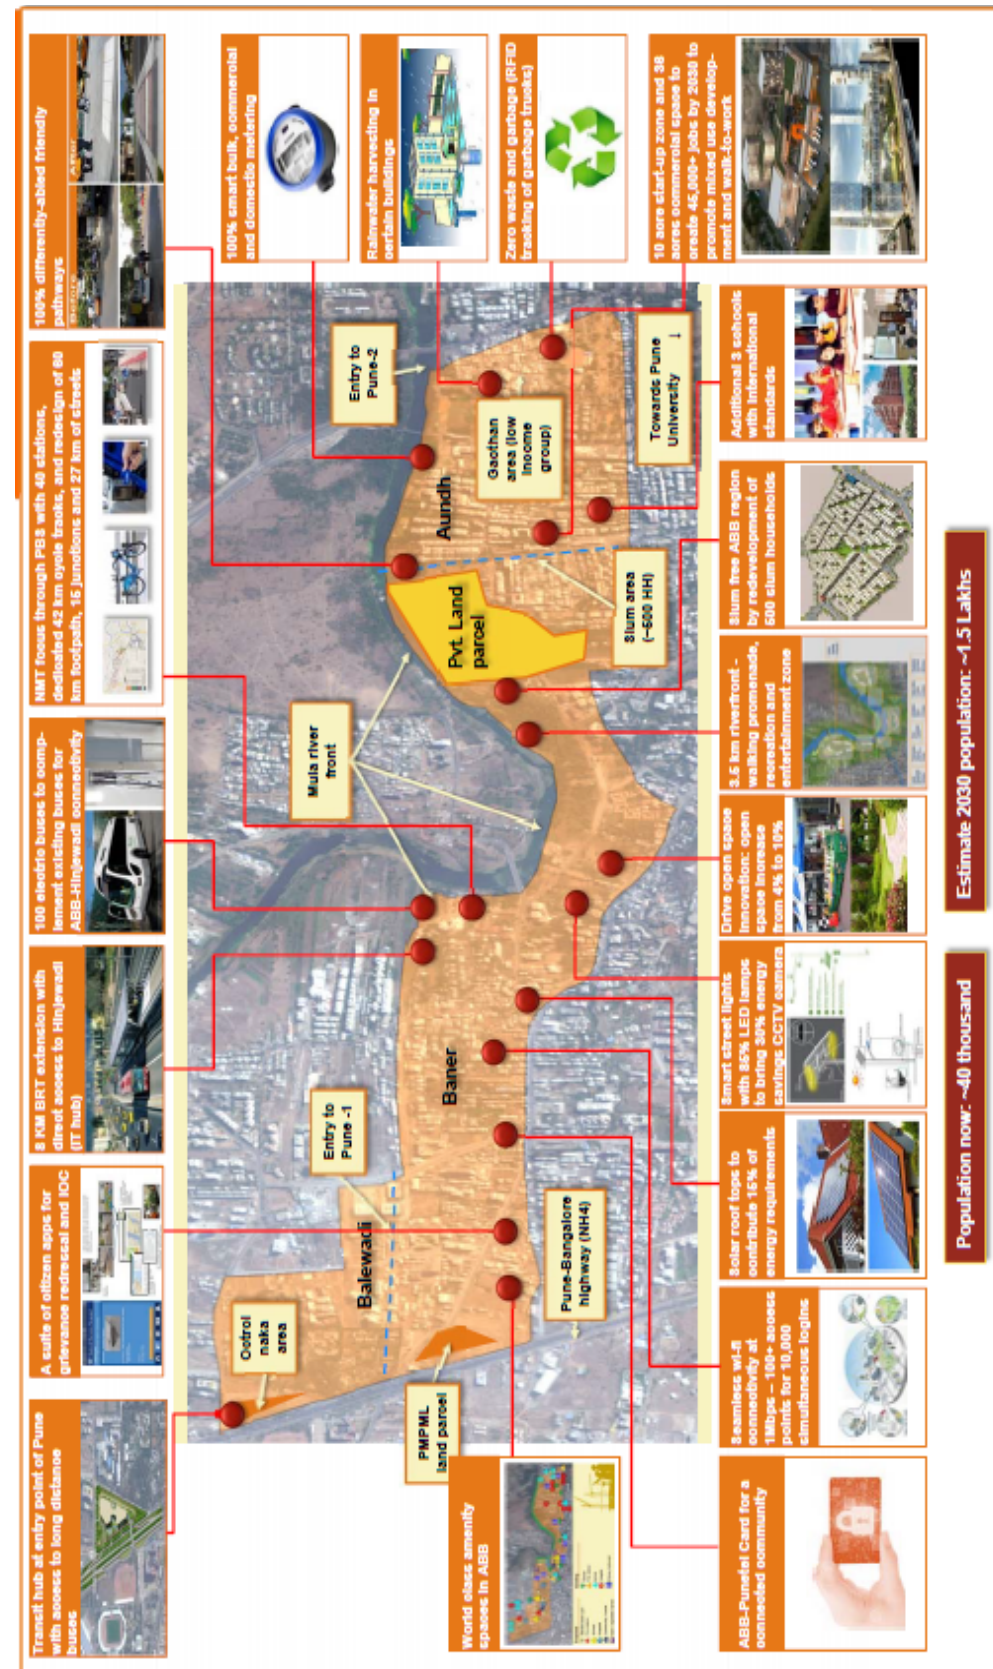 Transit hub at entry point of Pune
with access to long distance
buses
A suite of citizen apps for
grievance redressal and IOC
8 KM BRT extension with
direct access to Hinjewadi
(IT hub)
100 electric buses to comp-
lement existing buses for
ABB-Hinjewadi connectivity
NMT focus through PBS with 40 stations,
dedicated 42 km cycle tracks, and redesign of 60
km footpath, 15 junctions and 27 km of streets
100% differently-abled friendly
pathways
Before
After
100% smart bulk, commercial
and domestic metering
Rainwater harvesting in
certain buildings
Zero waste and garbage (RFID
tracking of garbage trucks)
10 acre start-up zone and 38
acres commercial space to
create 45,000+ jobs by 2030 to
promote mixed use develop-
ment and walk-to-work
Octroi
naka
area
Balewadi
Entry to
Pune -1
Mula river
front
Entry to
Pune-2
PMPML
land parcel
Baner
Pvt. Land
parcel
Aundh
Gaothan
area (low
income
group)
Pune-Bangalore
highway (NH4)
Slum area
(~500 HH)
Towards Pune
University ↓
World class amenity
spaces in ABB
ABB-Punefel Card for a
connected community
Seamless wi-fi
connectivity at
1Mbps – 100+ access
points for 10,000
simultaneous logins
Solar roof tops to
contribute 15% of
energy requirements
Smart street lights
with 85% LED lamps
to bring 30% energy
savings CCTV camera
Drive open space
innovation: open
space increase
from 4% to 10%
3.5 km riverfront -
walking promenade,
recreation and
entertainment zone
Slum free ABB region
by redevelopment of
500 slum households
Additional 3 schools
with international
standards
Population now: ~40 thousand
Estimate 2030 population: ~1.5 Lakhs